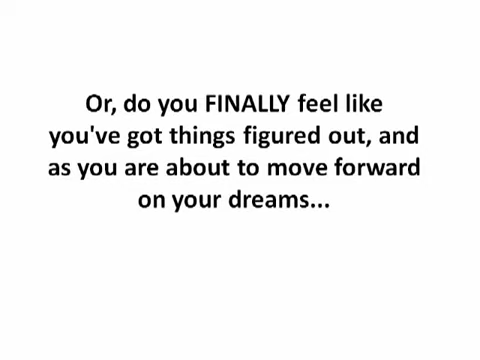 Or, do you FINALLY feel like
you've got things figured out, and
as you are about to move forward
on your dreams...